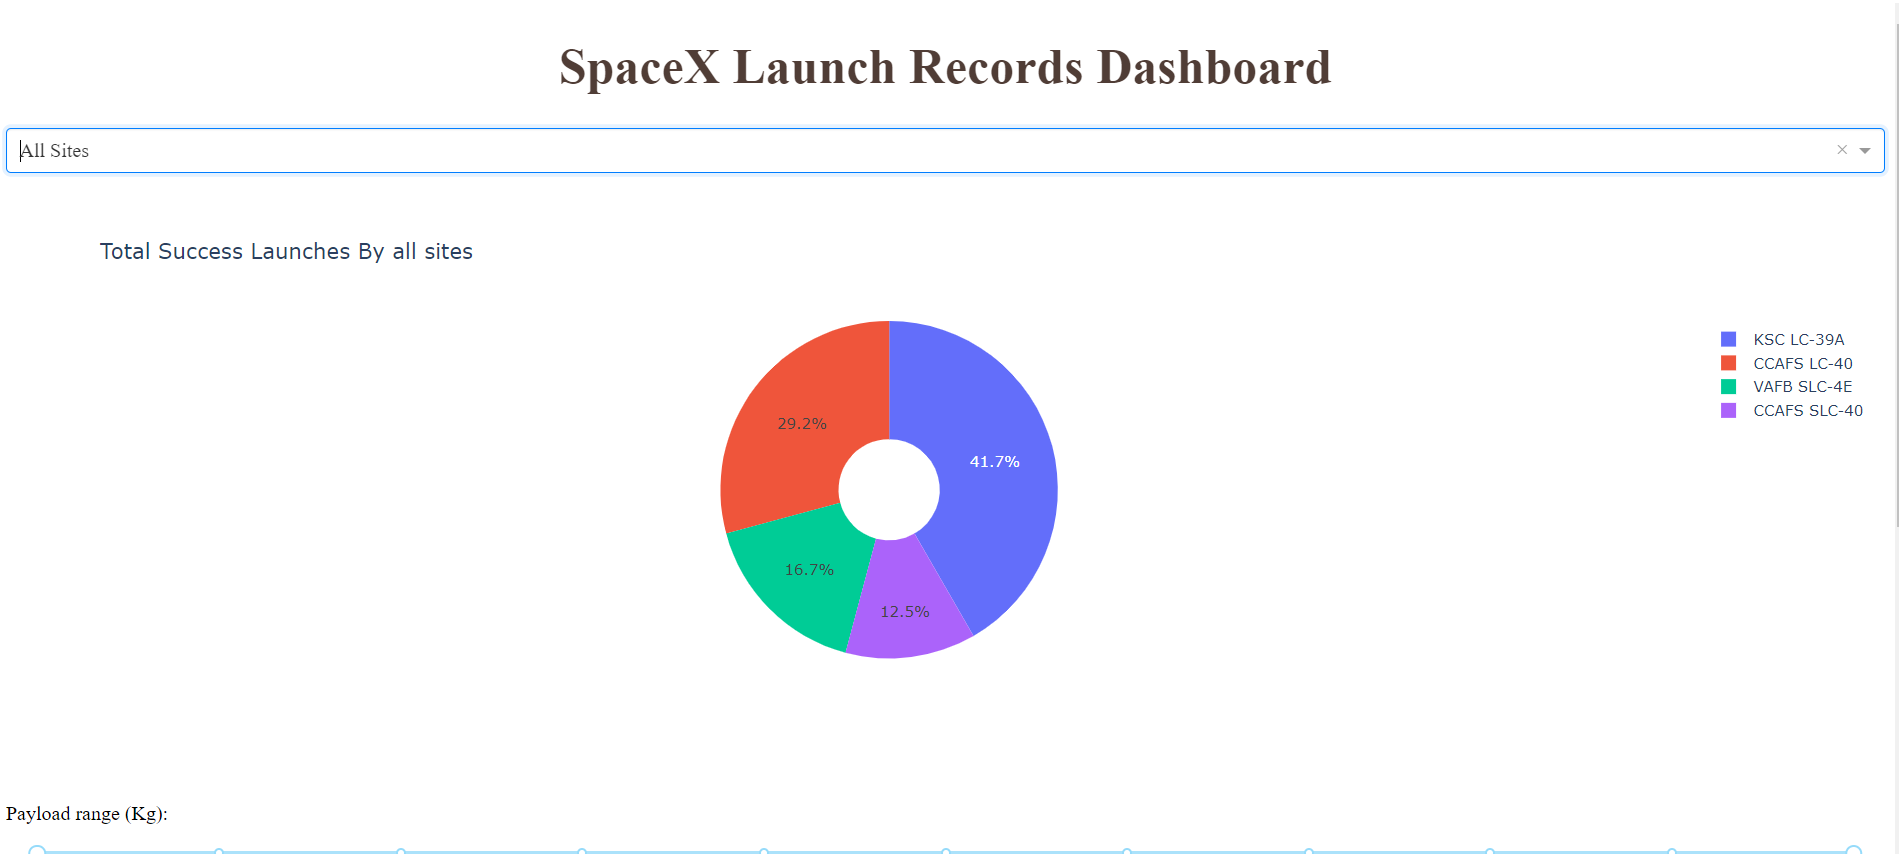 SpaceX Launch Records Dashboard
All Sites
×
Total Success Launches By all sites
KSC LC-39A
CCAFS LC-40
VAFB SLC-4E
CCAFS SLC-40
29.2%
41.7%
16.7%
12.5%
Payload range (Kg):